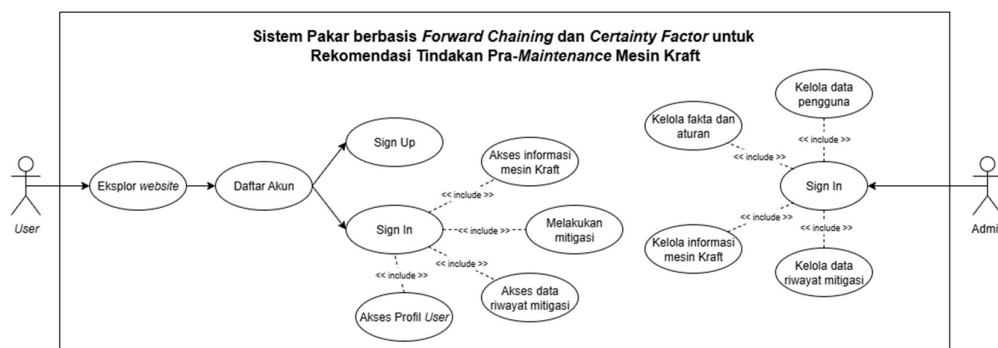 Sistem Pakar berbasis Forward Chaining dan Certainty Factor untuk
Rekomendasi Tindakan Pra-Maintenance Mesin Kraft
User
Eksplor website
Daftar Akun
Sign Up
Sign In
<< include >>
Akses informasi
mesin Kraft
<< include >>
Melakukan
mitigasi
<< include >>
Akses data
riwayat mitigasi
<< include >>
Akses Profil User
Kelola fakta dan
aturan
<< include >>
Kelola data
pengguna
<< include >>
Sign In
<< include >>
Kelola informasi
mesin Kraft
<< include >>
Kelola data
riwayat mitigasi
Admi